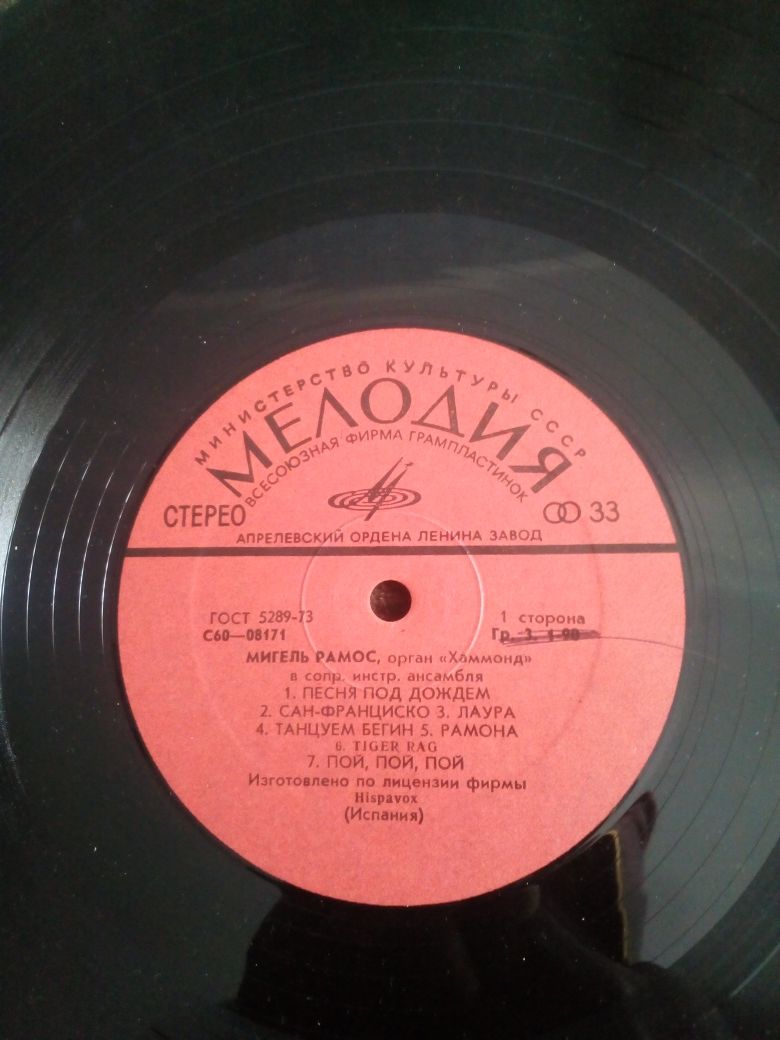 МИНИСТЕРСТВО КУЛЬТУРЫ СССР
МЕЛОДИЯ
ВСЕСОЮЗНАЯ ФИРМА ГРАМПЛАСТИНОК
СТЕРЕО 33
АПРЕЛЕВСКИЙ ОРДЕНА ЛЕНИНА ЗАВОД
ГОСТ 5289-73 1 сторона
С60—08171 Гр. 3. 1-90
МИГЕЛЬ РАМОС, орган «Хаммонд»
в сопр. инстр. ансамбля
1. ПЕСНЯ ПОД ДОЖДЕМ
2. САН-ФРАНЦИСКО 3. ЛАУРА
4. ТАНЦУЕМ БЕГИН 5. РАМОНА
6. TIGER RAG
7. ПОЙ, ПОЙ, ПОЙ
Изготовлено по лицензии фирмы
Hispavox
(Испания)